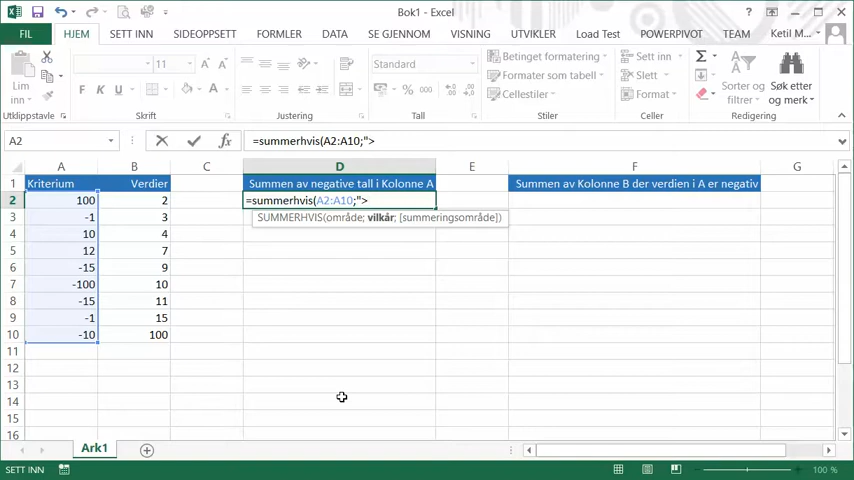 Bok1 - Excel
FIL HJEM SETT INN SIDEOPPSETT FORMLER DATA SE GJENNOM VISNING UTVIKLER Load Test POWERPIVOT TEAM Ketil M...
Lim
inn
11
Standard
Betinget formatering
Formater som tabell
Cellestiler
Sett inn
Slett
Format
Sorter og
filtrer
Søk og
merk
Utklippstavle Skrift Justering Tall Stiler Celler Redigering
A2 =summerhvis(A2:A10;">
A B C D E F G
1 Kriterium Verdier Summen av negative tall i Kolonne A Summen av Kolonne B der verdien i A er negativ
2 100 2 =summerhvis(A2:A10;">
SUMMERHVIS(område; vilkår; [summeringsområde])
3 -1 3
4 10 4
5 12 7
6 -15 9
7 -100 10
8 -15 11
9 -1 15
10 -10 100
11
12
13
14
15
16
Ark1
SETT INN 100 %